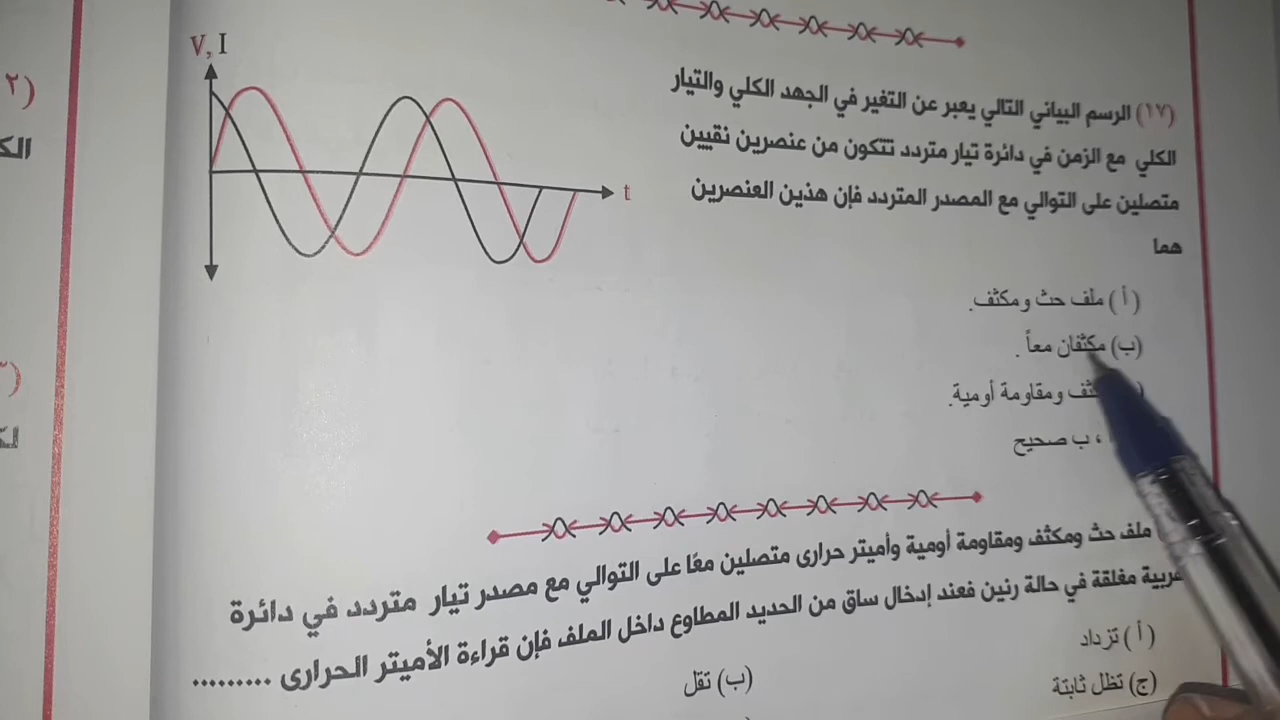 V, I
t
(١٧) الرسم البياني التالي يعبر عن التغير في الجهد الكلي والتيار
الكلي مع الزمن في دائرة تيار متردد تتكون من عنصرين نقيين
متصلين على التوالي مع المصدر المتردد فإن هذين العنصرين
هما
(أ) ملف حث ومكثف.
(ب) مكثفان معاً .
ومقاومة أومية.
، ب صحيح
ملف حث ومكثف ومقاومة أومية وأميتر حرارى متصلين معًا على التوالي مع مصدر تيار متردد في دائرة
مغلقة في حالة رنين فعند إدخال ساق من الحديد المطاوع داخل الملف فإن قراءة الأميتر الحرارى .........
(أ) تزداد
(ب) تقل
(ج) تظل ثابتة
(٢